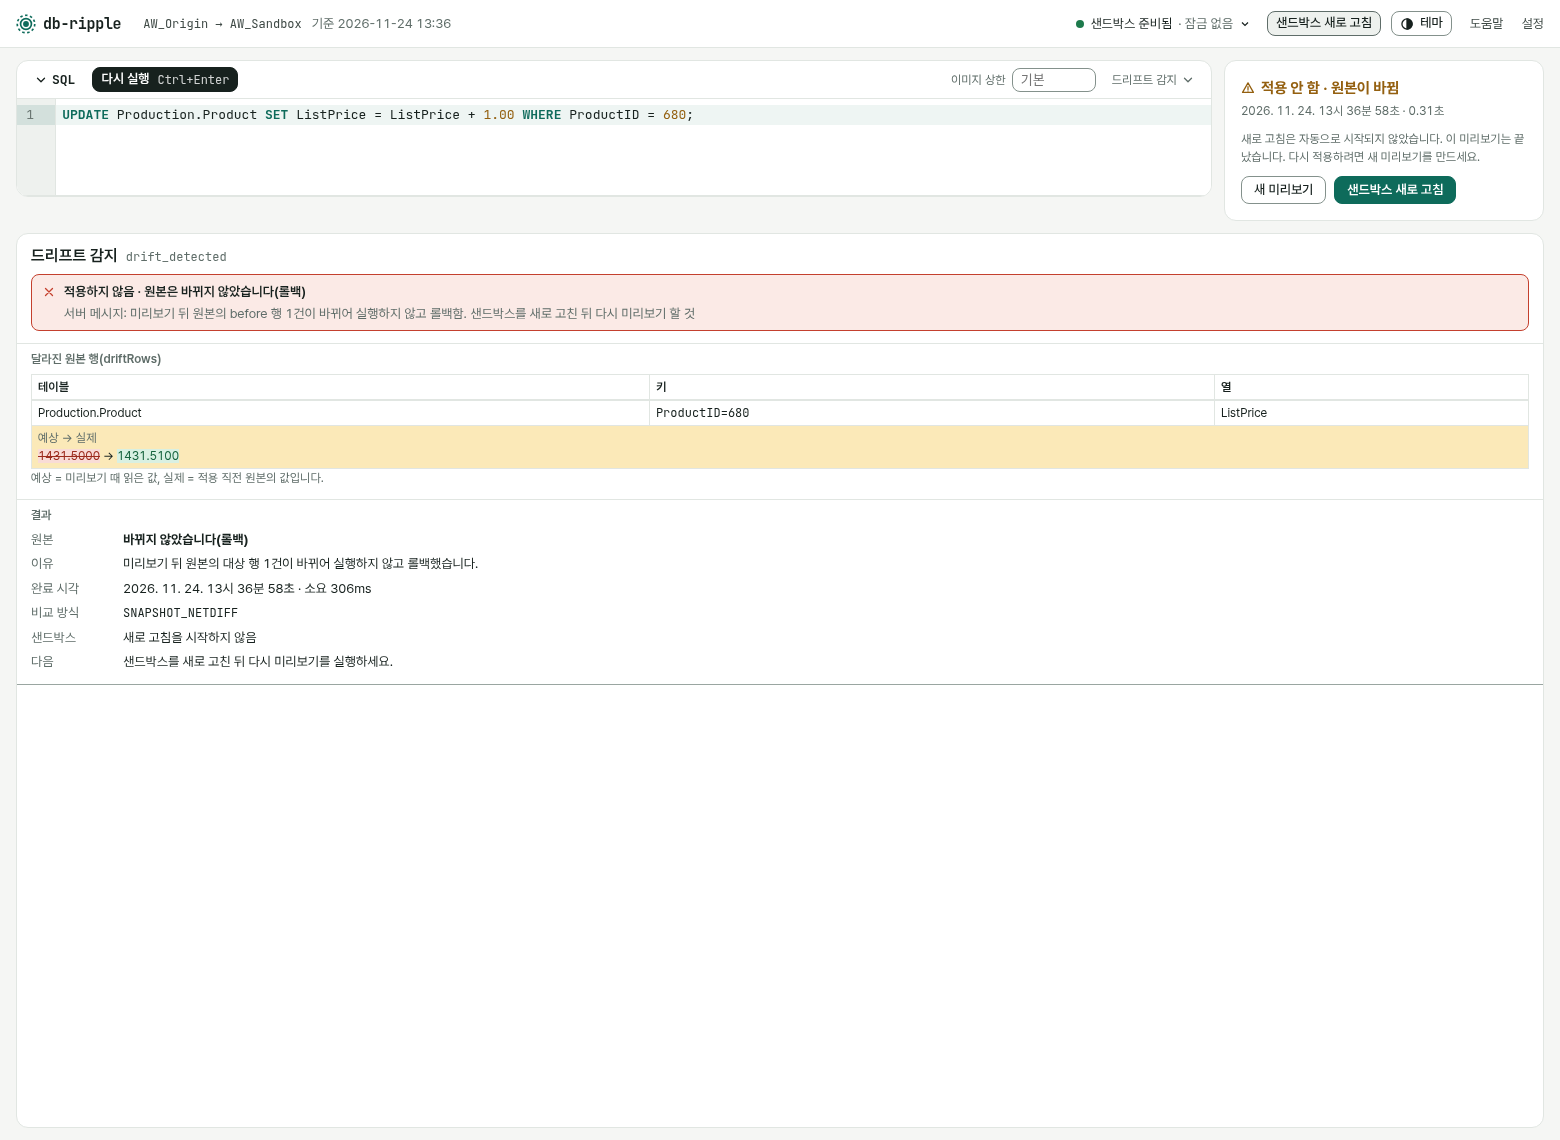 db-ripple AW_Origin → AW_Sandbox 기준 2026-11-24 13:36 샌드박스 준비됨 · 잠금 없음 샌드박스 새로 고침 테마 도움말 설정
SQL 다시 실행 Ctrl+Enter 이미지 상한 기본 드리프트 감지
1 UPDATE Production.Product SET ListPrice = ListPrice + 1.00 WHERE ProductID = 680;
적용 안 함 · 원본이 바뀜
2026. 11. 24. 13시 36분 58초 · 0.31초
새로 고침은 자동으로 시작되지 않았습니다. 이 미리보기는 끝
났습니다. 다시 적용하려면 새 미리보기를 만드세요.
새 미리보기 샌드박스 새로 고침
드리프트 감지 drift_detected
적용하지 않음 · 원본은 바뀌지 않았습니다(롤백)
서버 메시지: 미리보기 뒤 원본의 before 행 1건이 바뀌어 실행하지 않고 롤백함. 샌드박스를 새로 고친 뒤 다시 미리보기 할 것
달라진 원본 행(driftRows)
테이블 키 열
Production.Product ProductID=680 ListPrice
예상 → 실제
1431.5000 → 1431.5100
예상 = 미리보기 때 읽은 값, 실제 = 적용 직전 원본의 값입니다.
결과
원본 바뀌지 않았습니다(롤백)
이유 미리보기 뒤 원본의 대상 행 1건이 바뀌어 실행하지 않고 롤백했습니다.
완료 시각 2026. 11. 24. 13시 36분 58초 · 소요 306ms
비교 방식 SNAPSHOT_NETDIFF
샌드박스 새로 고침을 시작하지 않음
다음 샌드박스를 새로 고친 뒤 다시 미리보기를 실행하세요.